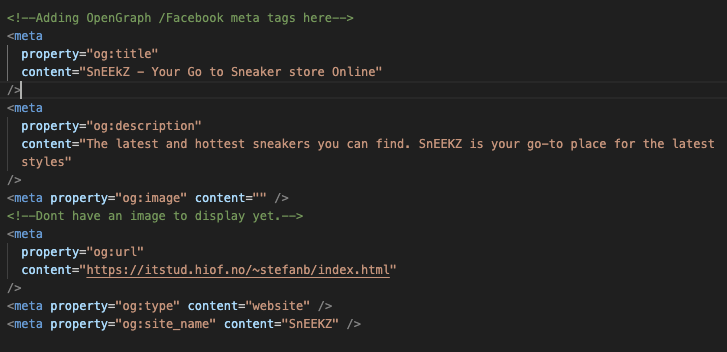 <!--Adding OpenGraph /Facebook meta tags here-->
<meta
property="og:title"
content="SnEEkZ - Your Go to Sneaker store Online"
/>
<meta
property="og:description"
content="The latest and hottest sneakers you can find. SnEEKZ is your go-to place for the latest
styles"
/>
<meta property="og:image" content="" />
<!--Dont have an image to display yet.-->
<meta
property="og:url"
content="https://itstud.hiof.no/~stefanb/index.html"
/>
<meta property="og:type" content="website" />
<meta property="og:site_name" content="SnEEKZ" />